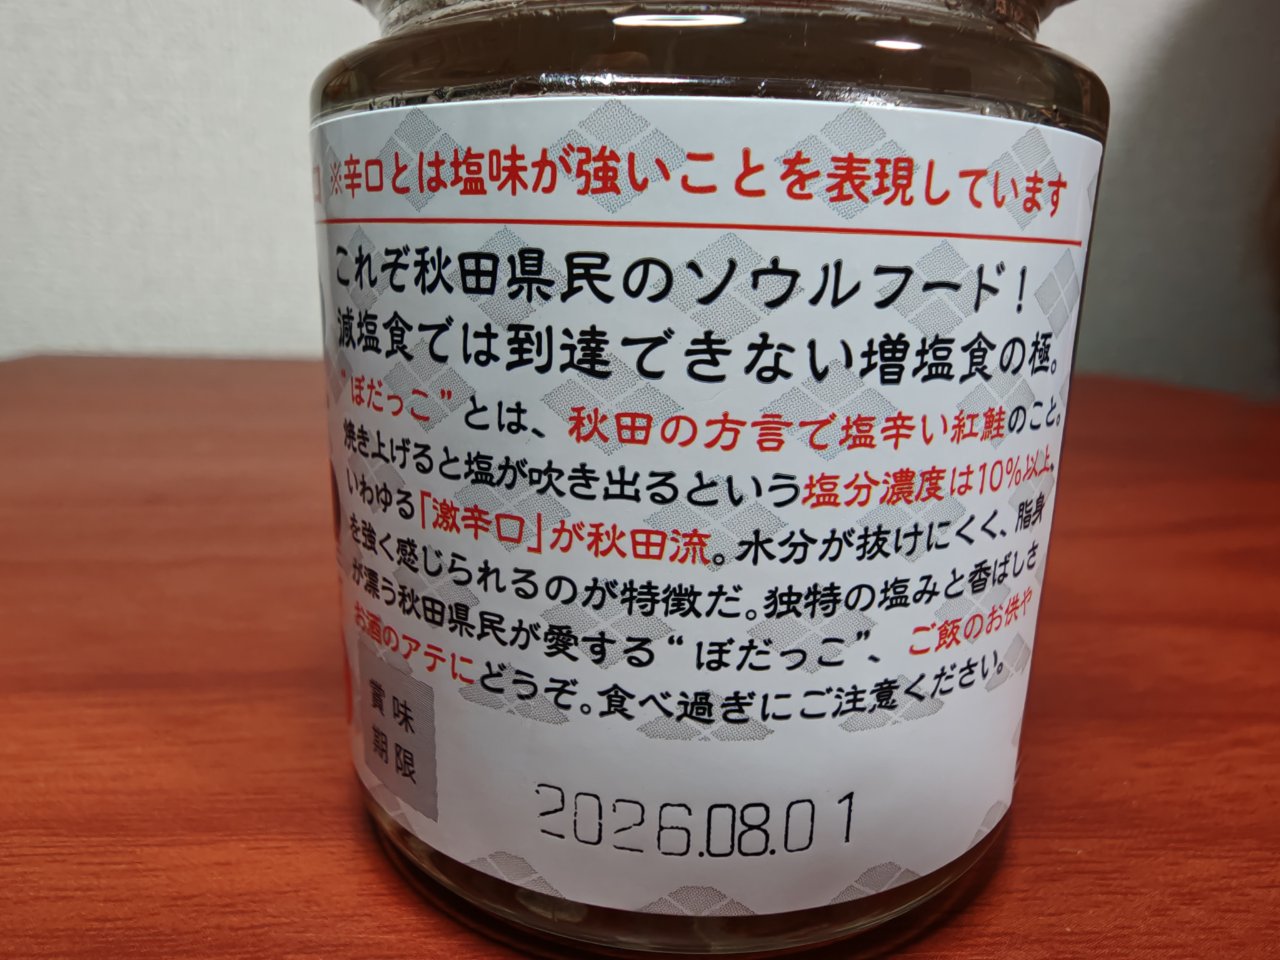 ※辛口とは塩味が強いことを表現しています
これぞ秋田県民のソウルフード！
減塩食では到達できない増塩食の極。
“ぼだっこ”とは、秋田の方言で塩辛い紅鮭のこと。
焼き上げると塩が吹き出るという塩分濃度は10%以上。
いわゆる「激辛口」が秋田流。水分が抜けにくく、脂身
を強く感じられるのが特徴だ。独特の塩みと香ばしさ
が漂う秋田県民が愛する“ぼだっこ”、ご飯のお供や
お酒のアテにどうぞ。食べ過ぎにご注意ください。
賞味
期限
2026.08.01